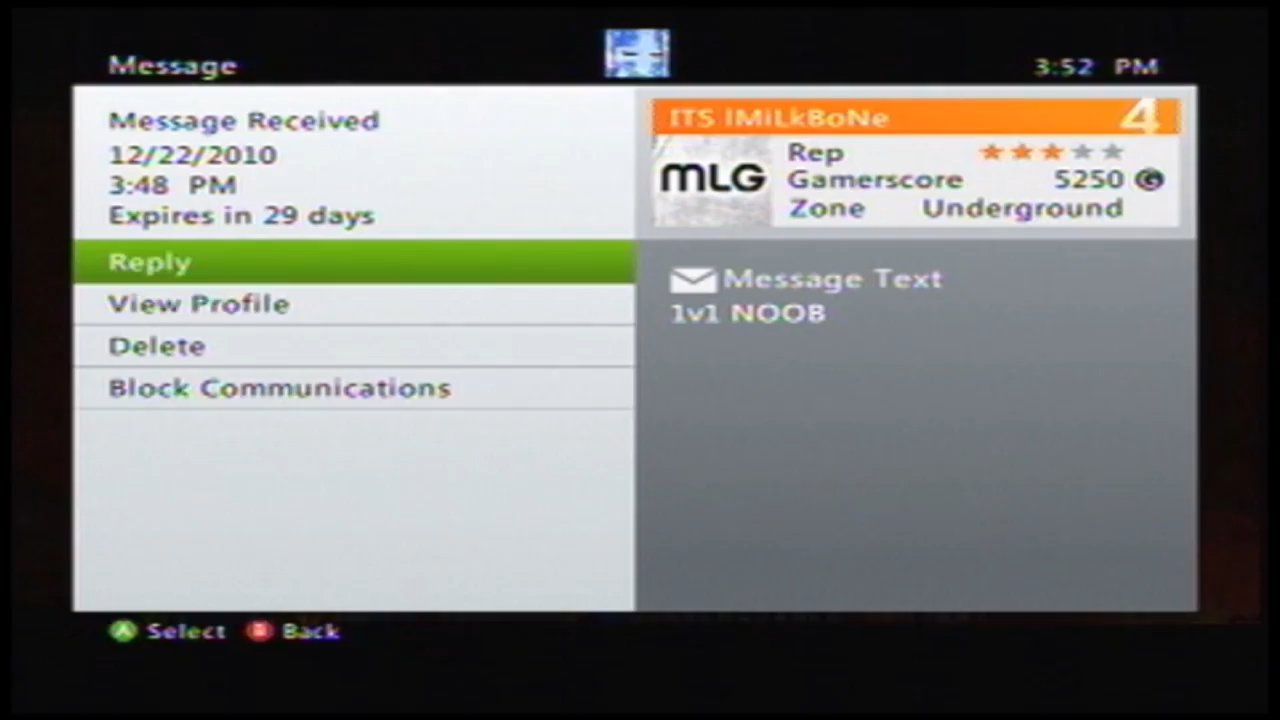 Message
3:52 PM
Message Received
12/22/2010
3:48 PM
Expires in 29 days
Reply
View Profile
Delete
Block Communications
ITS lMiLkBoNe
4
MLG
Rep
Gamerscore 5250 G
Zone Underground
Message Text
1v1 NOOB
A Select B Back